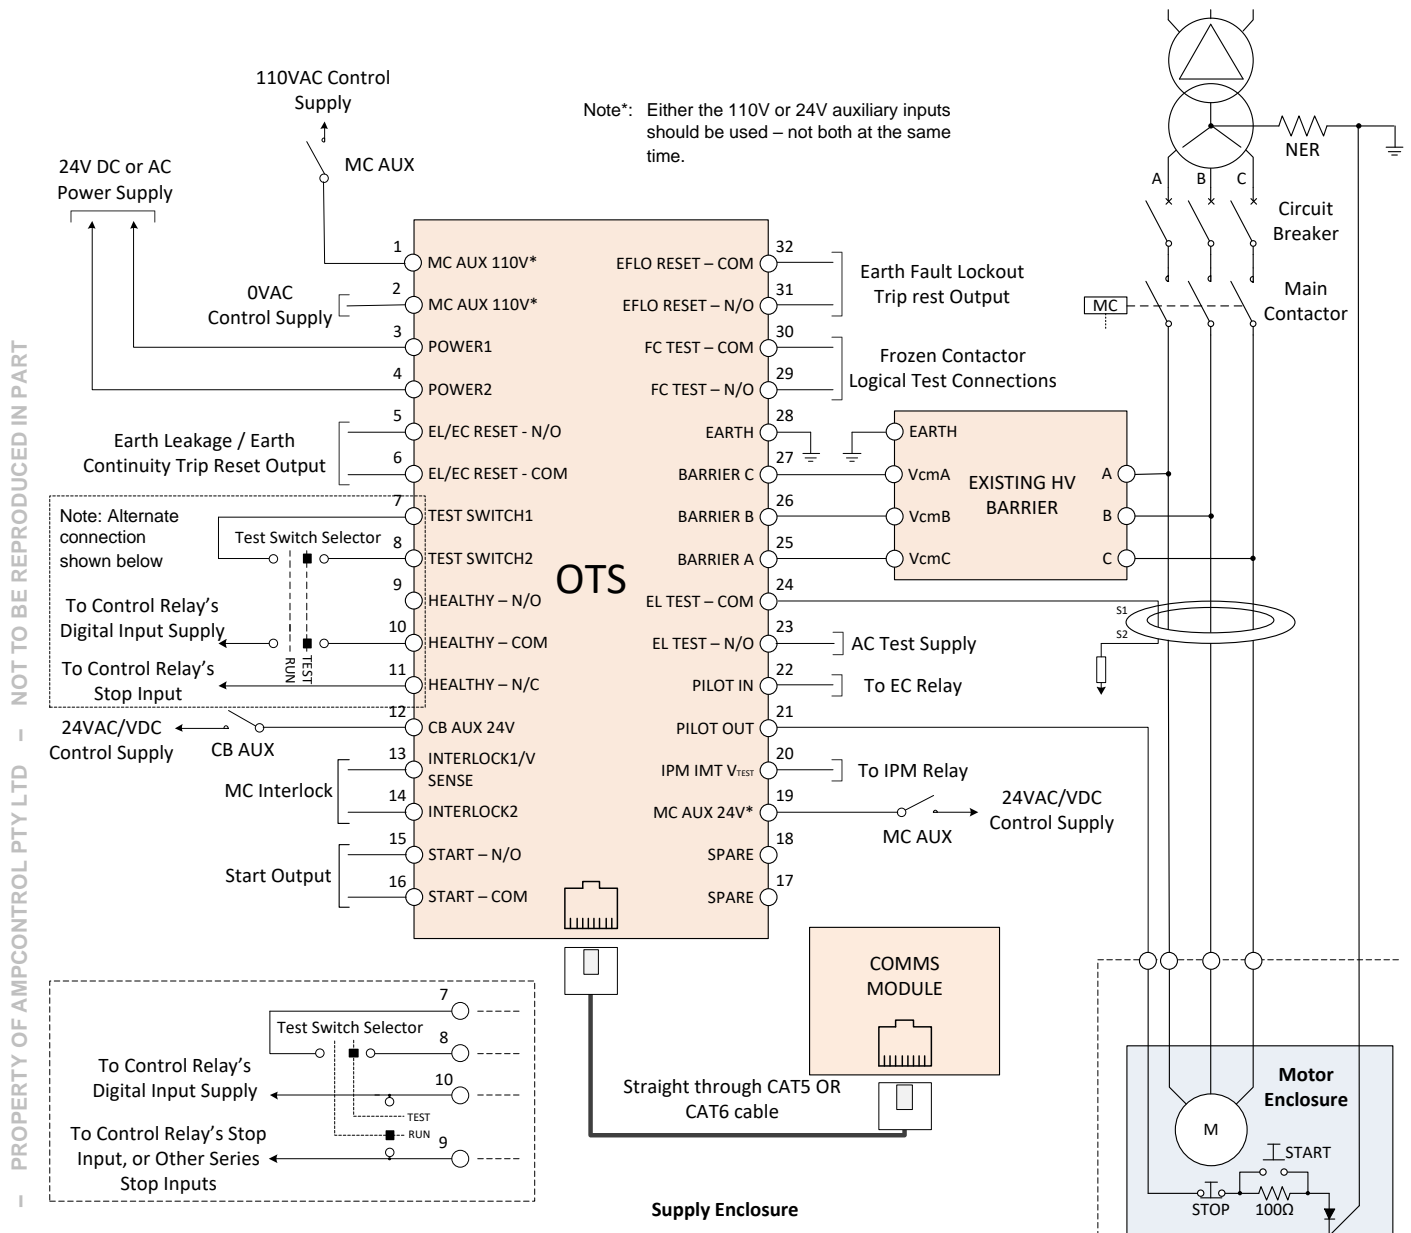 110VAC Control
Supply
MC AUX
Note*: Either the 110V or 24V auxiliary inputs
should be used – not both at the same
time.
24V DC or AC
Power Supply
NER
A B C
Circuit
Breaker
Main
Contactor
MC
0VAC
Control Supply
1 MC AUX 110V*
2 MC AUX 110V*
3 POWER1
4 POWER2
5 EL/EC RESET - N/O
6 EL/EC RESET - COM
7 TEST SWITCH1
8 TEST SWITCH2
9 HEALTHY – N/O
10 HEALTHY – COM
11 HEALTHY – N/C
12 CB AUX 24V
13 INTERLOCK1/V
SENSE
14 INTERLOCK2
15 START – N/O
16 START – COM
OTS
EFLO RESET – COM 32
EFLO RESET – N/O 31
FC TEST – COM 30
FC TEST – N/O 29
EARTH 28
BARRIER C 27
BARRIER B 26
BARRIER A 25
EL TEST – COM 24
EL TEST – N/O 23
PILOT IN 22
PILOT OUT 21
IPM IMT VTEST 20
MC AUX 24V* 19
SPARE 18
SPARE 17
Earth Fault Lockout
Trip rest Output
Frozen Contactor
Logical Test Connections
EARTH
VcmA
VcmB
VcmC
EXISTING HV
BARRIER
A
B
C
S1
S2
AC Test Supply
To EC Relay
To IPM Relay
MC AUX
24VAC/VDC
Control Supply
Earth Leakage / Earth
Continuity Trip Reset Output
Note: Alternate
connection
shown below
Test Switch Selector
To Control Relay's
Digital Input Supply
To Control Relay's
Stop Input
RUN
TEST
24VAC/VDC
Control Supply
CB AUX
MC Interlock
Start Output
COMMS
MODULE
Straight through CAT5 OR
CAT6 cable
7
Test Switch Selector
8
To Control Relay's
Digital Input Supply
10
TEST
RUN
To Control Relay's Stop
Input, or Other Series
Stop Inputs
9
Supply Enclosure
Motor
Enclosure
M
START
STOP
100Ω
– PROPERTY OF AMPCONTROL PTY LTD – NOT TO BE REPRODUCED IN PART